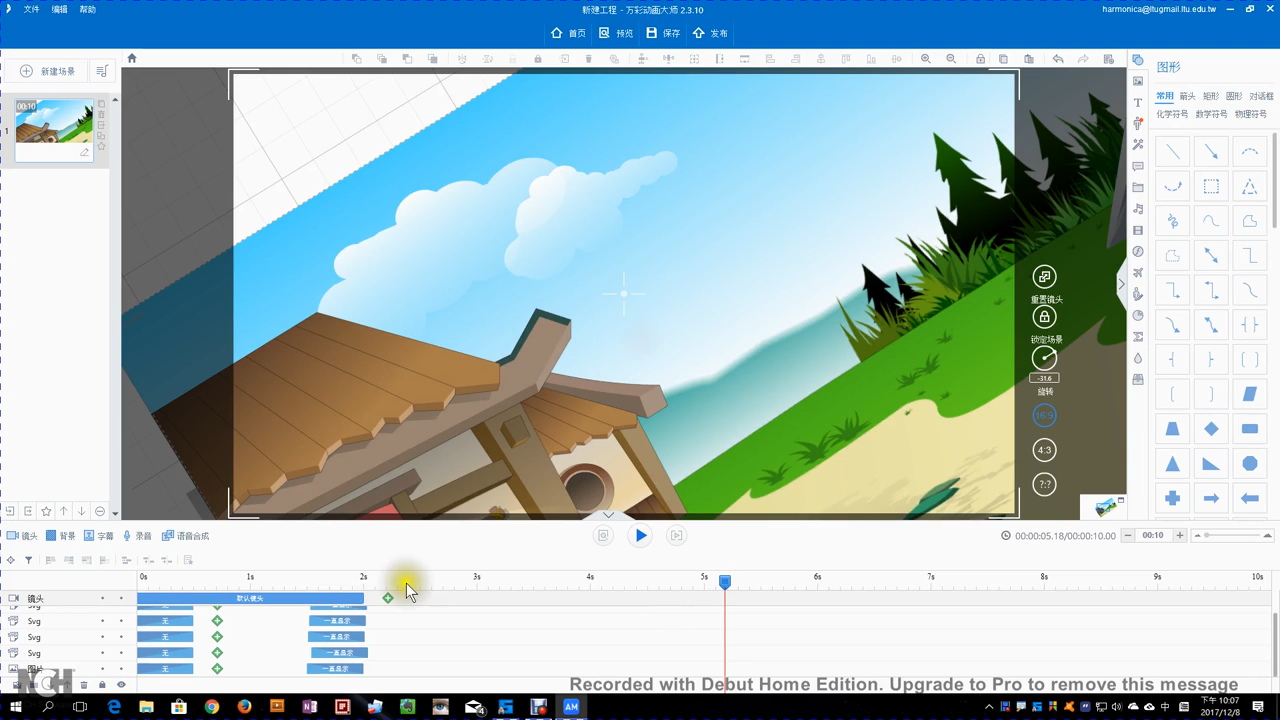 文件 编辑 帮助
新建工程 - 万彩动画大师 2.3.10
harmonica@ltugmail.ltu.edu.tw
首页 预览 保存 发布
新建场景
00:10
1
图形
常用 箭头 矩形 圆形 对话框
化学符号 数学符号 物理符号
重置镜头
锁定场景
-31.6
旋转
16:9
4:3
?:?
镜头 背景 字幕 录音 语音合成
00:00:05.18/00:00:10.00
00:10
0s 1s 2s 3s 4s 5s 6s 7s 8s 9s 10s
镜头 默认镜头
Svg 无
Svg 无 一直显示
Svg 无 一直显示
Svg 无 一直显示
图片 无 一直显示
NCH
Recorded with Debut Home Edition. Upgrade to Pro to remove this message
AM
下午 10:07
2017/12/8